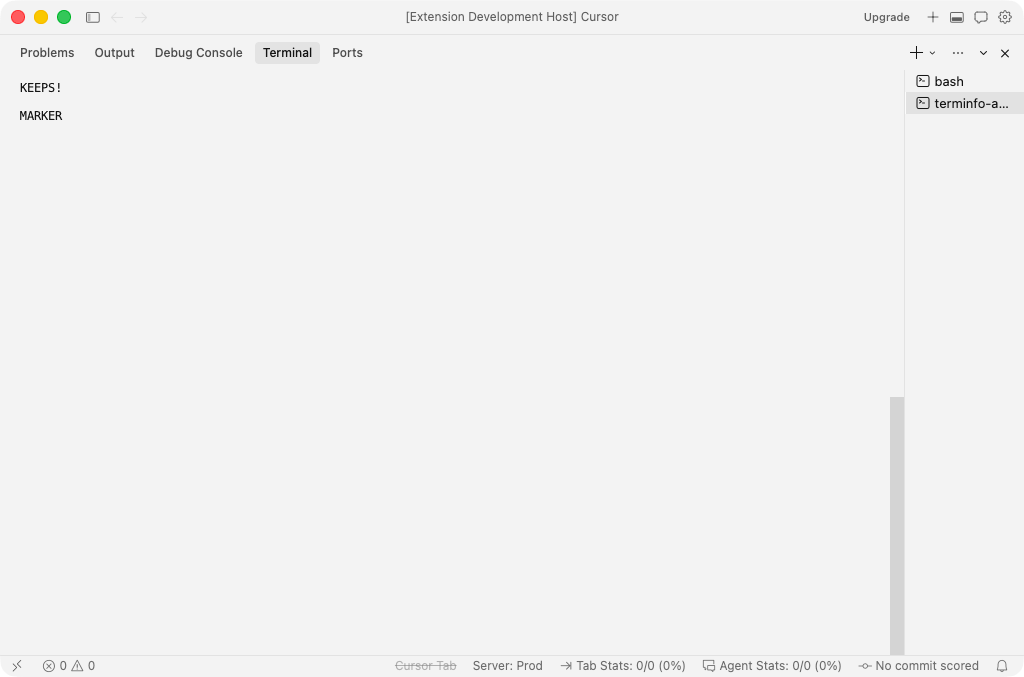 [Extension Development Host] Cursor
Upgrade
Problems Output Debug Console Terminal Ports
KEEPS!
MARKER
bash
terminfo-a...
0 0
Cursor Tab Server: Prod Tab Stats: 0/0 (0%) Agent Stats: 0/0 (0%) No commit scored